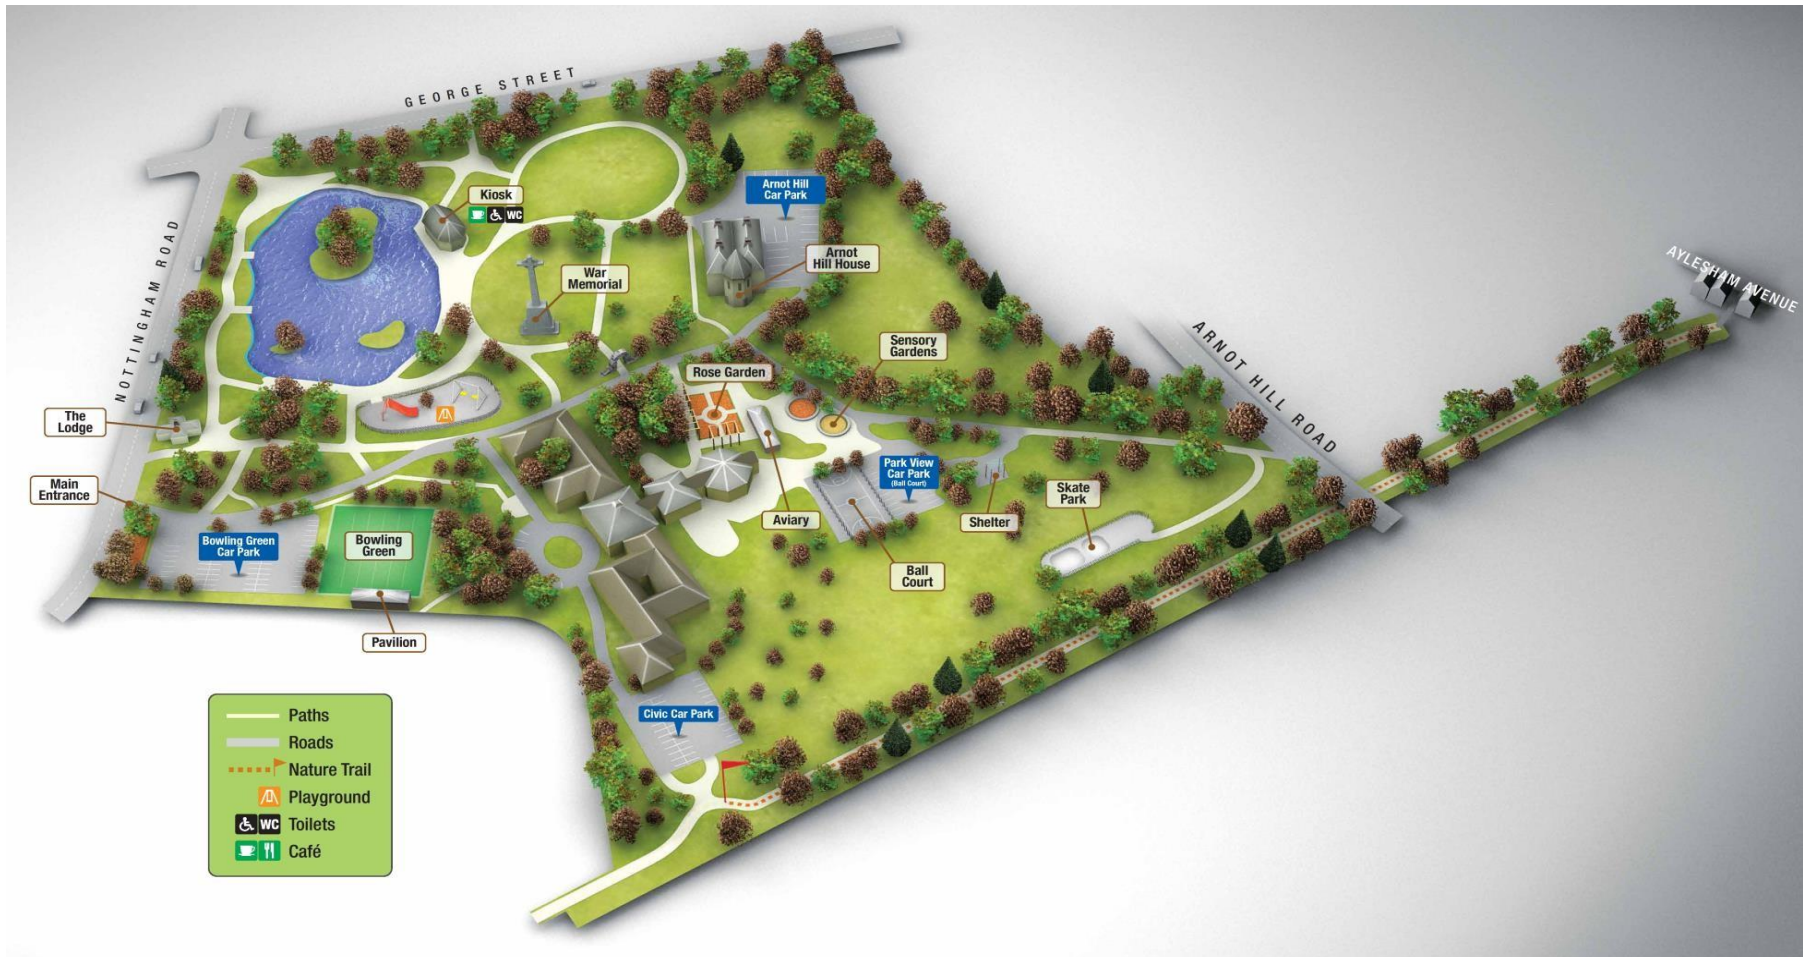 GEORGE STREET
NOTTINGHAM ROAD
Kiosk
WC
Arnot Hill
Car Park
War
Memorial
Arnot
Hill House
AYLESHAM AVENUE
ARNOT HILL ROAD
Sensory
Gardens
Rose Garden
The
Lodge
Main
Entrance
Park View
Car Park
(Ball Court)
Skate
Park
Aviary
Shelter
Bowling Green
Car Park
Bowling
Green
Ball
Court
Pavilion
Civic Car Park
Paths
Roads
Nature Trail
Playground
WC Toilets
Café